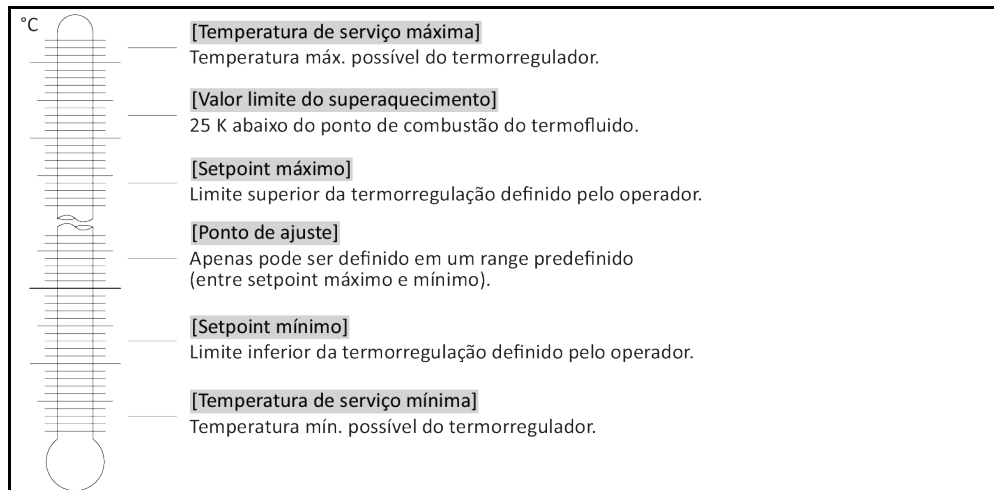 °C
[Temperatura de serviço máxima]
Temperatura máx. possível do termorregulador.
[Valor limite do superaquecimento]
25 K abaixo do ponto de combustão do termofluido.
[Setpoint máximo]
Limite superior da termorregulação definido pelo operador.
[Ponto de ajuste]
Apenas pode ser definido em um range predefinido
(entre setpoint máximo e mínimo).
[Setpoint mínimo]
Limite inferior da termorregulação definido pelo operador.
[Temperatura de serviço mínima]
Temperatura mín. possível do termorregulador.